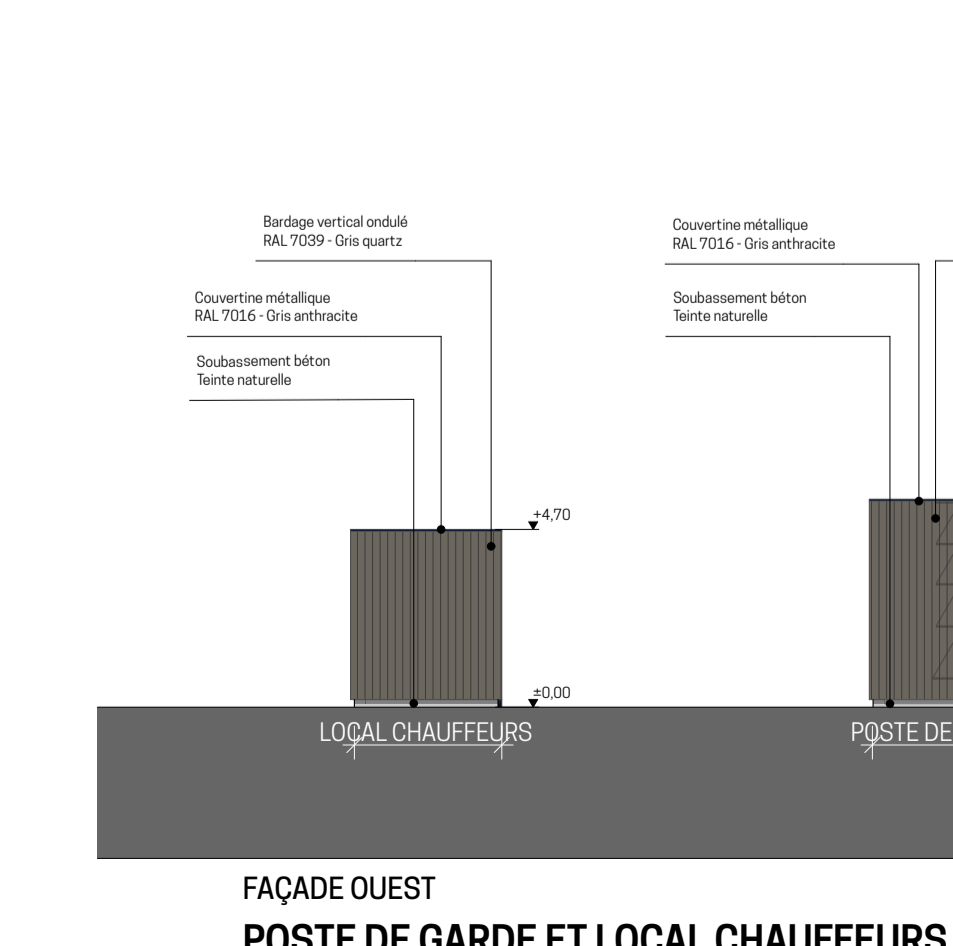 Bardage vertical ondulé
RAL 7039 - Gris quartz
Couvertine métallique
RAL 7016 - Gris anthracite
Soubassement béton
Teinte naturelle
Couvertine métallique
RAL 7016 - Gris anthracite
Soubassement béton
Teinte naturelle
+4,70
±0,00
LOCAL CHAUFFEURS
POSTE DE
FAÇADE OUEST
POSTE DE GARDE ET LOCAL CHAUFFEURS